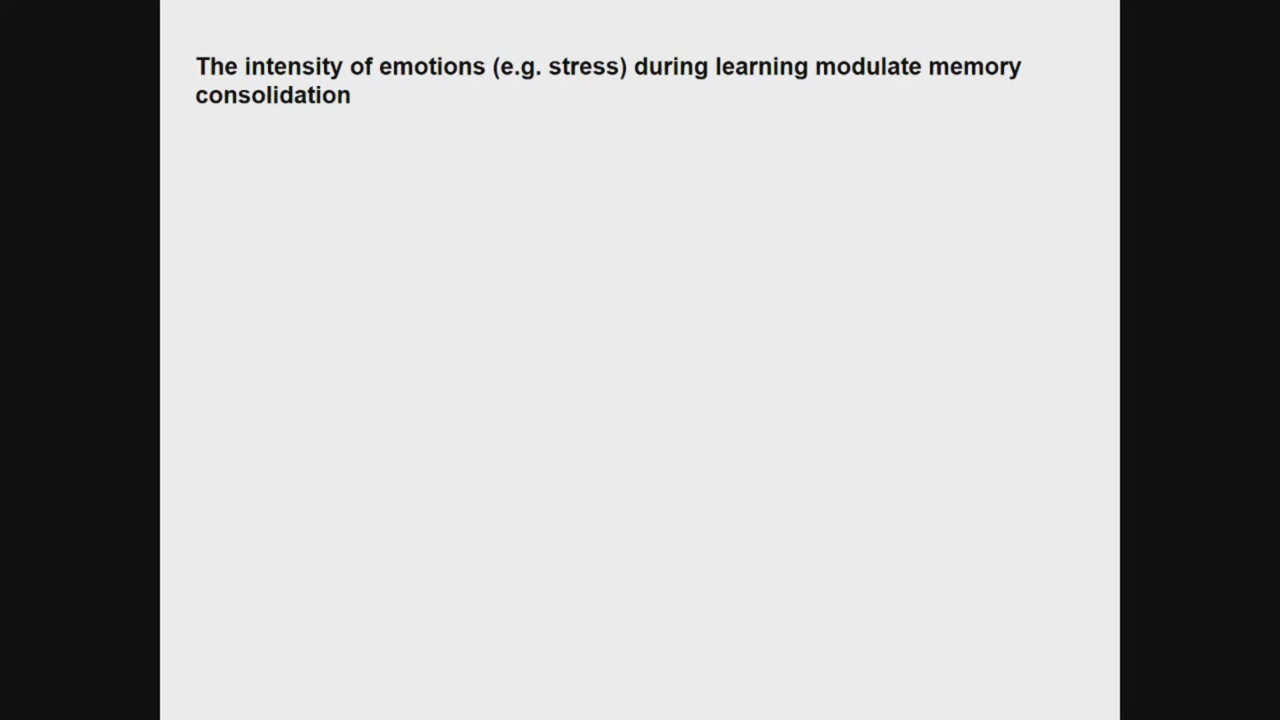 The intensity of emotions (e.g. stress) during learning modulate memory
consolidation